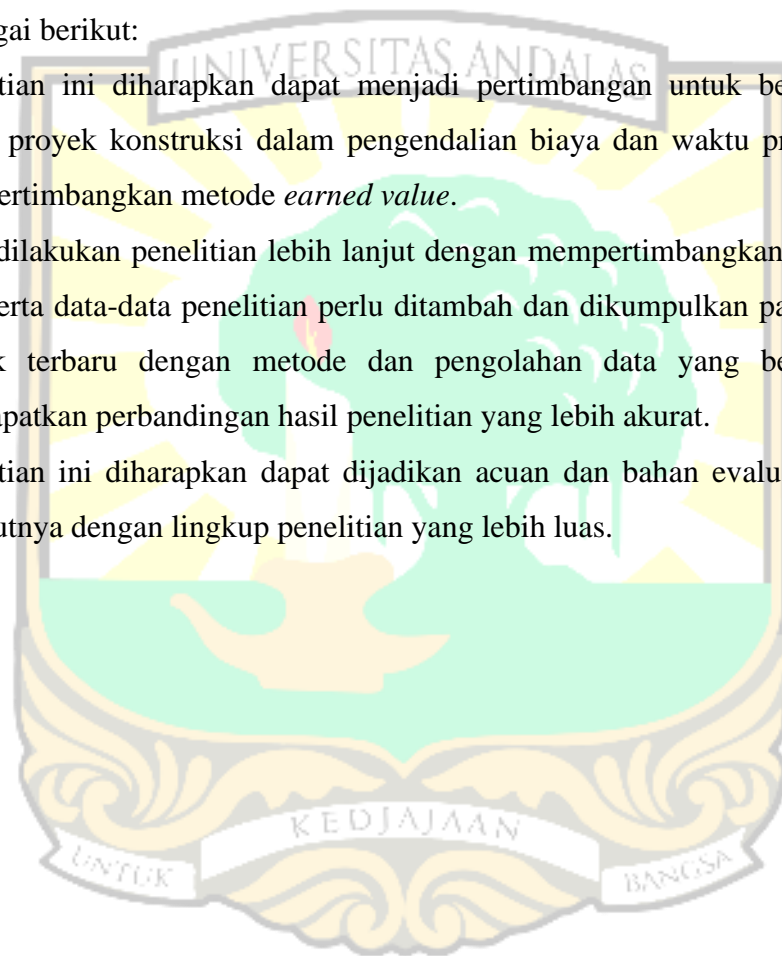 gai berikut:
UNIVERSITAS ANDALAS
tian ini diharapkan dapat menjadi pertimbangan untuk be
proyek konstruksi dalam pengendalian biaya dan waktu pr
ertimbangkan metode earned value.
dilakukan penelitian lebih lanjut dengan mempertimbangkan
erta data-data penelitian perlu ditambah dan dikumpulkan pa
k terbaru dengan metode dan pengolahan data yang be
apatkan perbandingan hasil penelitian yang lebih akurat.
tian ini diharapkan dapat dijadikan acuan dan bahan evalu
utnya dengan lingkup penelitian yang lebih luas.
KEDJAJAAN
UNTUK
BANGSA